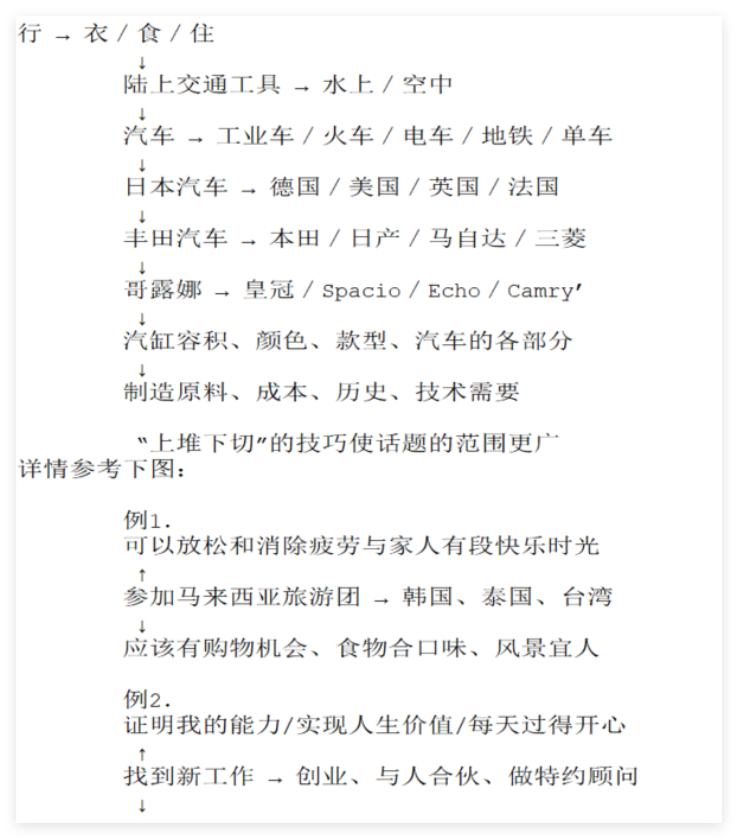 行 → 衣 / 食 / 住
↓
陆上交通工具 → 水上 / 空中
↓
汽车 → 工业车 / 火车 / 电车 / 地铁 / 单车
↓
日本汽车 → 德国 / 美国 / 英国 / 法国
↓
丰田汽车 → 本田 / 日产 / 马自达 / 三菱
↓
哥露娜 → 皇冠 / Spacio / Echo / Camry’
↓
汽缸容积、颜色、款型、汽车的各部分
↓
制造原料、成本、历史、技术需要
“上堆下切”的技巧使话题的范围更广
详情参考下图：
例1.
可以放松和消除疲劳与家人有段快乐时光
↑
参加马来西亚旅游团 → 韩国、泰国、台湾
↓
应该有购物机会、食物合口味、风景宜人
例2.
证明我的能力/实现人生价值/每天过得开心
↑
找到新工作 → 创业、与人合伙、做特约顾问
↓